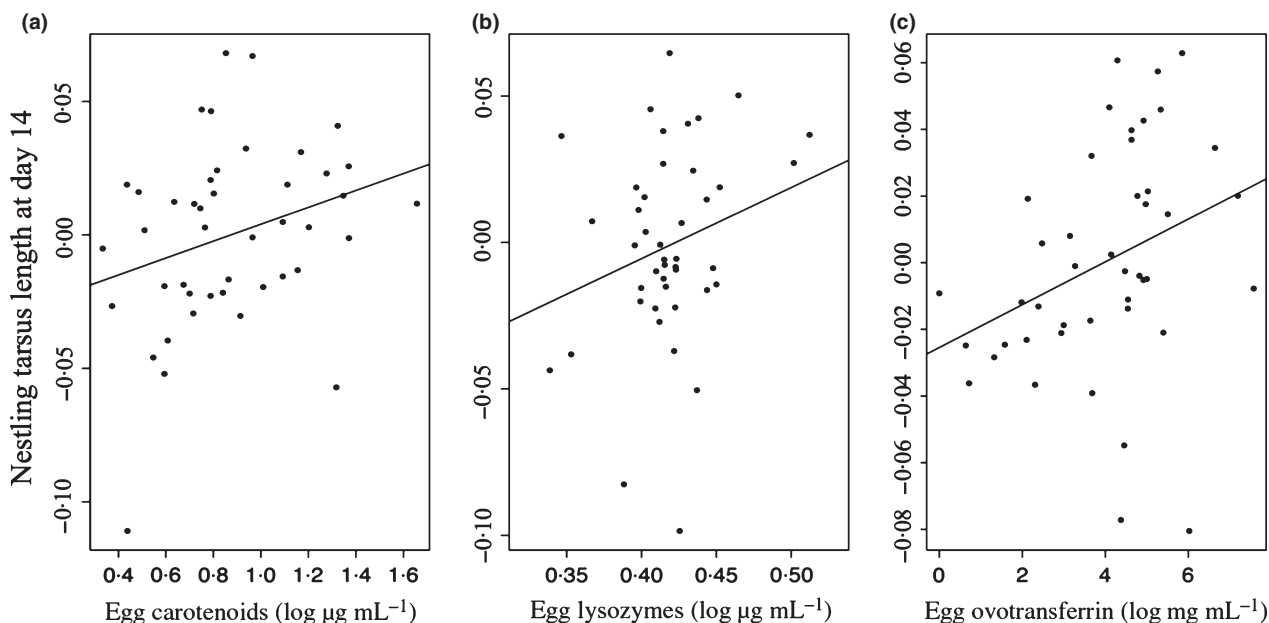 (a)
(b)
(c)
Nestling tarsus length at day 14
0·05
0·00
−0·05
−0·10
0·4 0·6 0·8 1·0 1·2 1·4 1·6
Egg carotenoids (log µg mL−1)
0·05
0·00
−0·05
−0·10
0·35 0·40 0·45 0·50
Egg lysozymes (log µg mL−1)
0·06
0·04
0·02
0·00
−0·02
−0·04
−0·06
−0·08
0 2 4 6
Egg ovotransferrin (log mg mL−1)